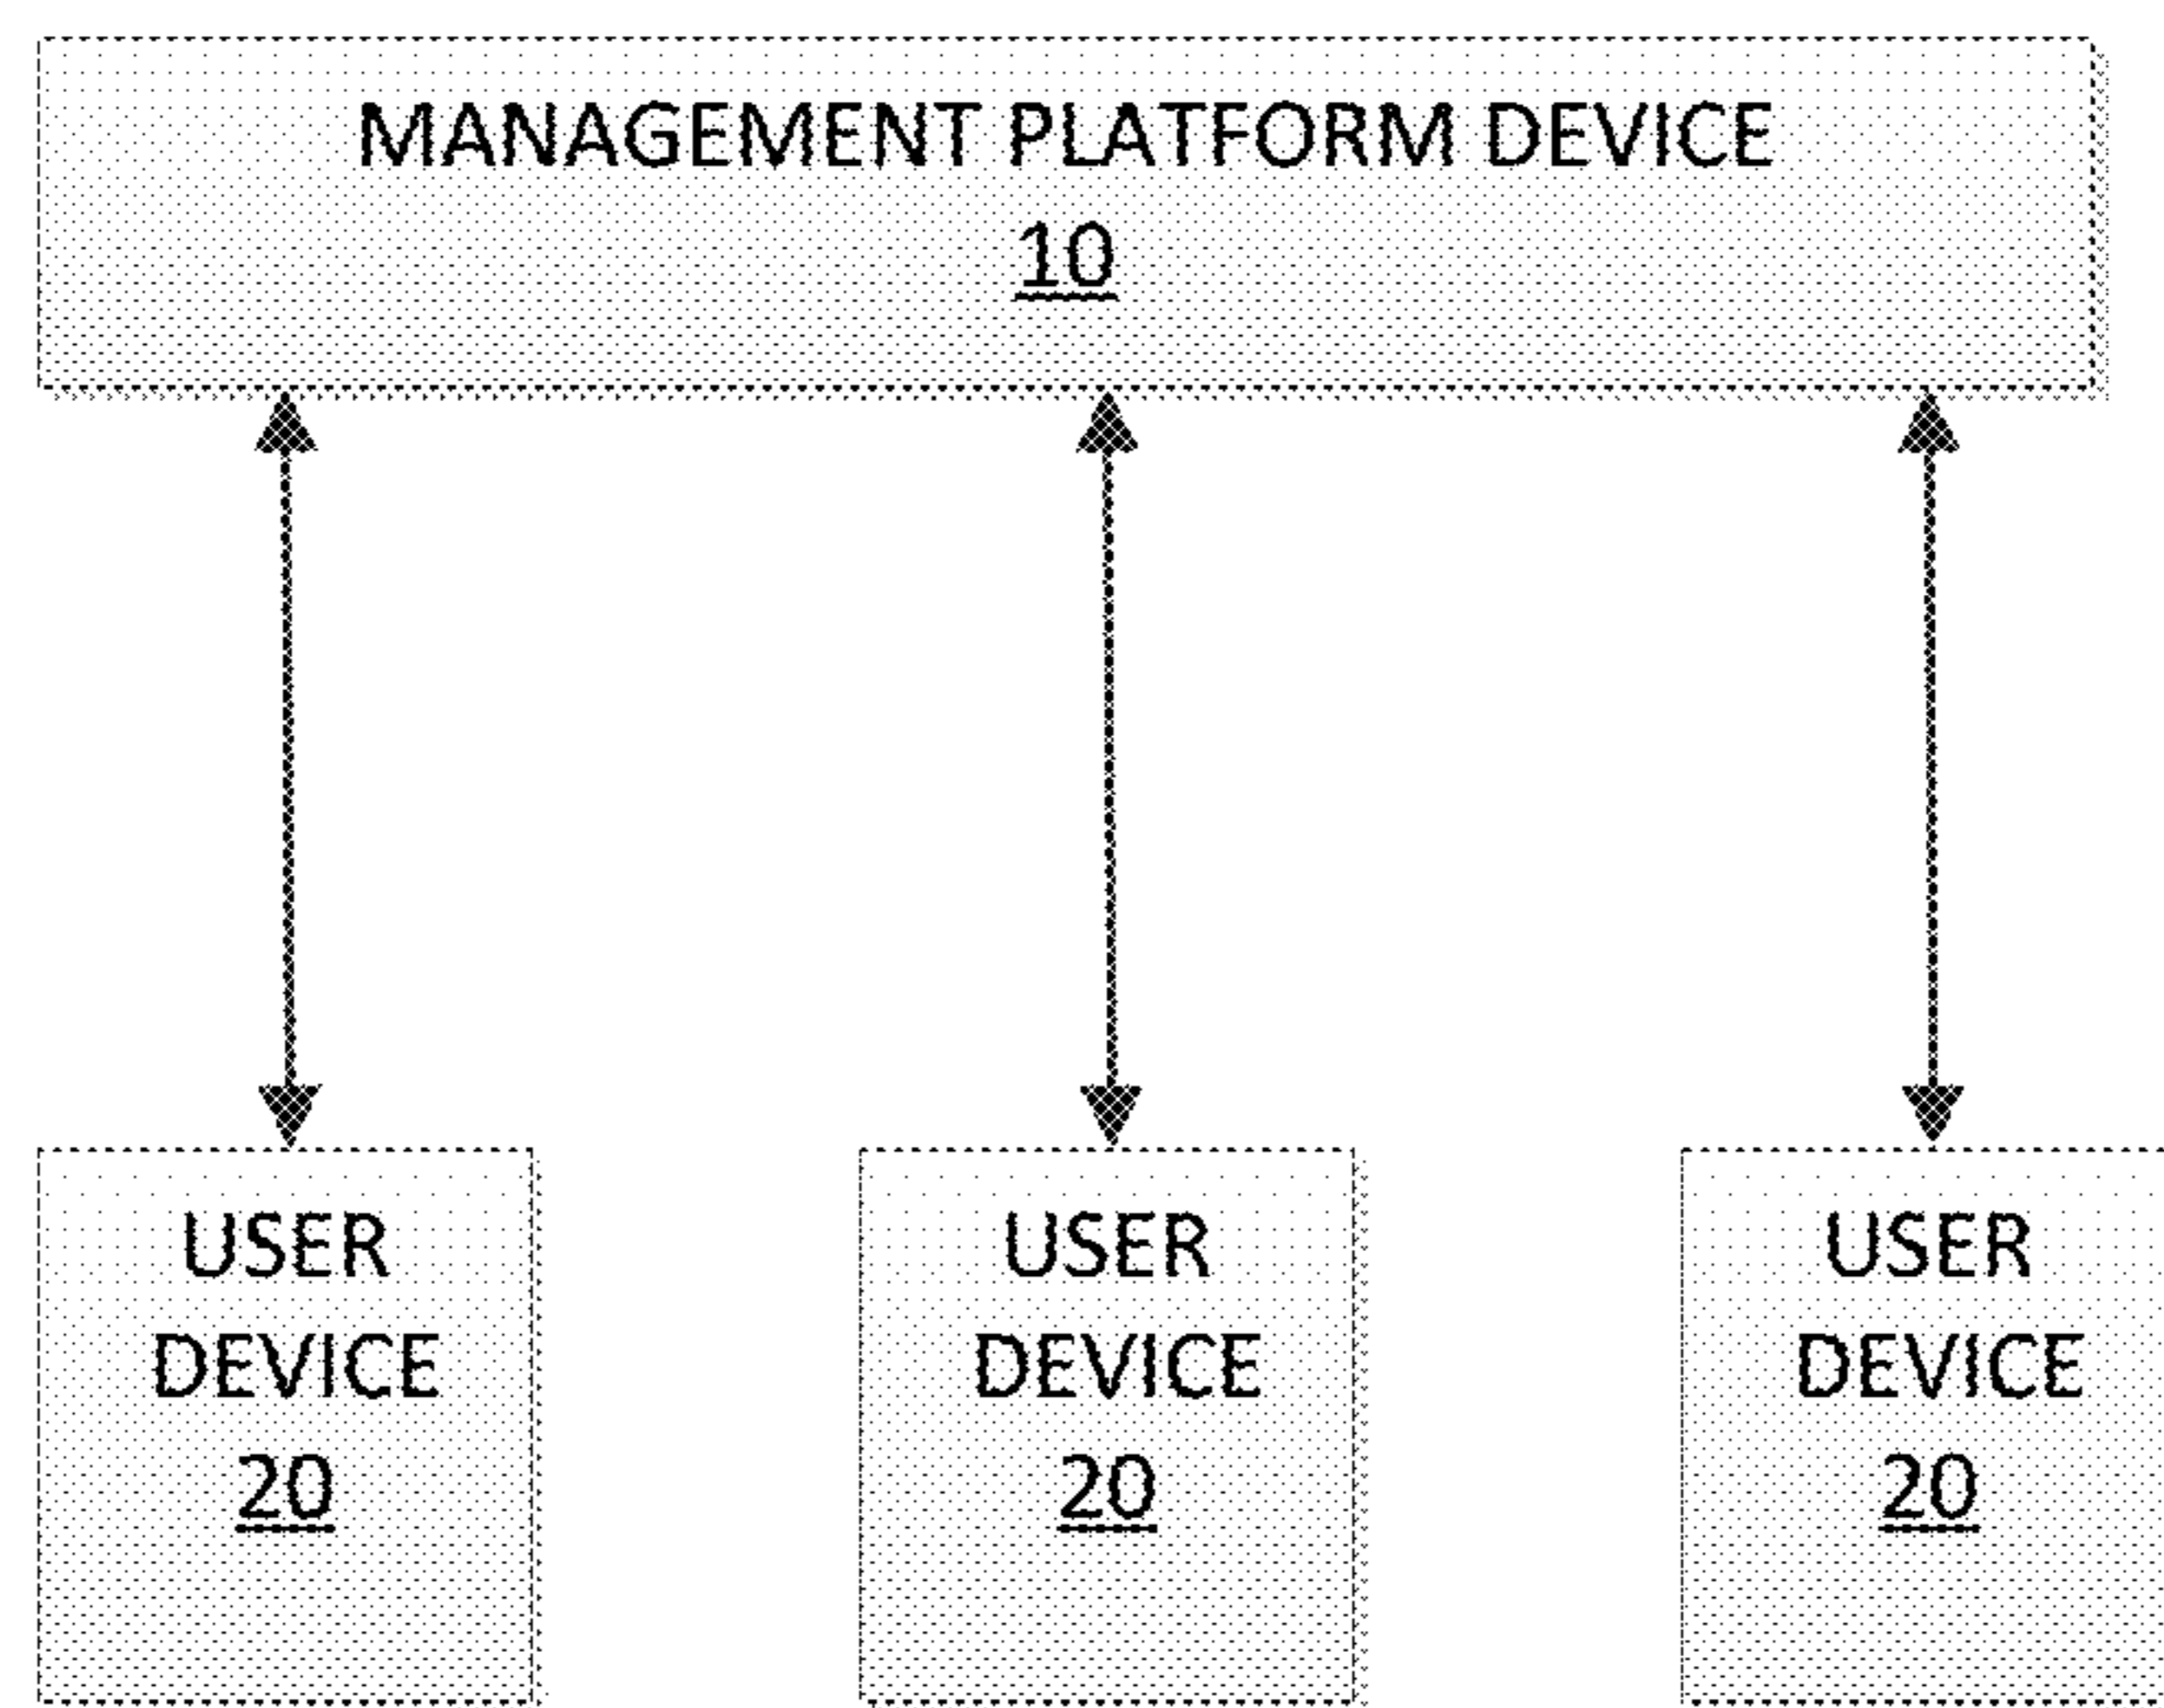 MANAGEMENT PLATFORM DEVICE
10
USER
DEVICE
20
USER
DEVICE
20
USER
DEVICE
20